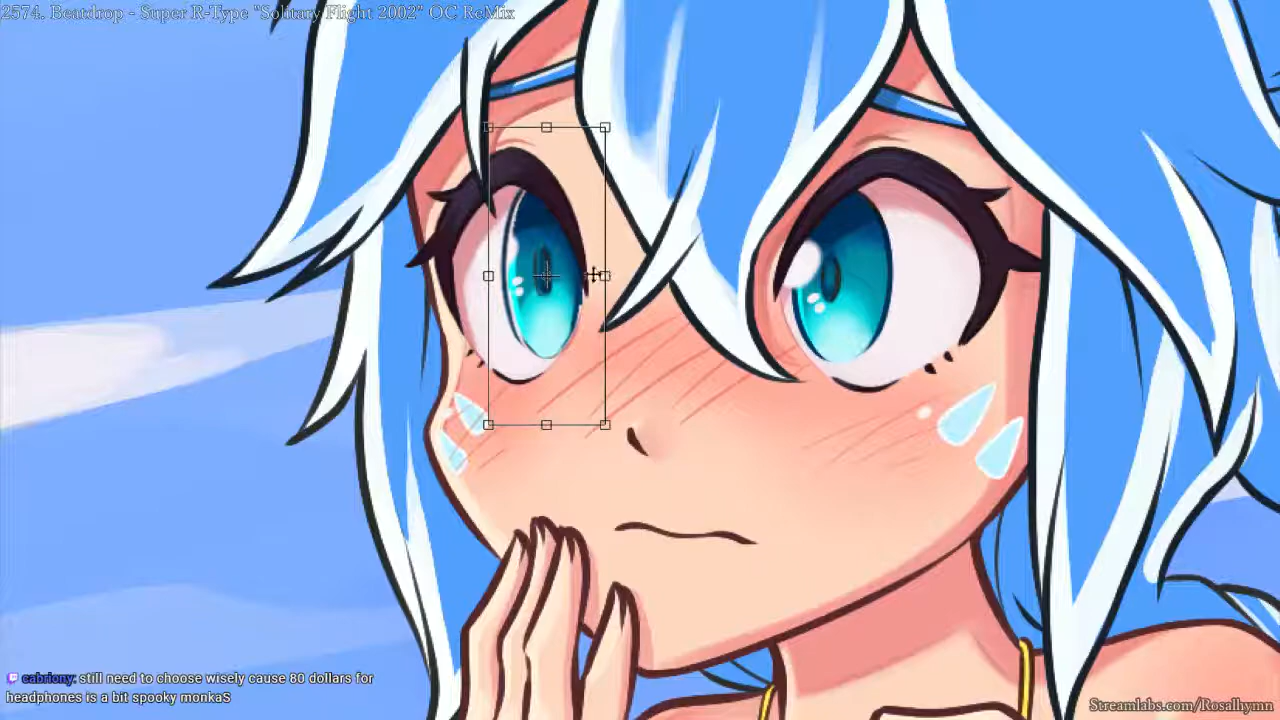 2574. Beatdrop - Super R-Type "Solitary Flight 2002" OC ReMix
cabriony: still need to choose wisely cause 80 dollars for
headphones is a bit spooky monkaS
Streamlabs.com/Rosalhymn